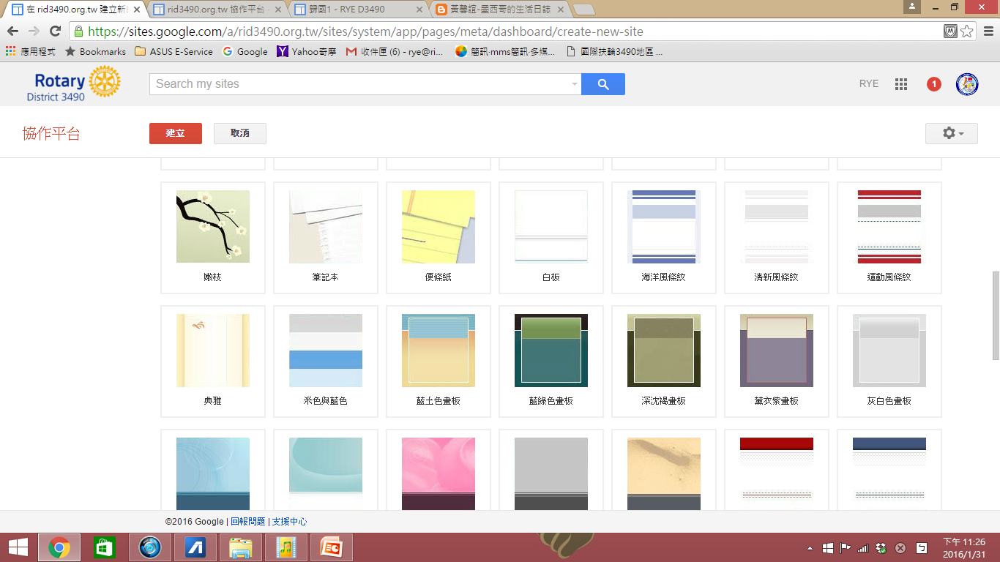 在 rid3490.org.tw 建立新
rid3490.org.tw 協作平台
歸國1 - RYE D3490
黃馨誼-墨西哥的生活日誌
https://sites.google.com/a/rid3490.org.tw/sites/system/app/pages/meta/dashboard/create-new-site
應用程式 Bookmarks ASUS E-Service Google Yahoo奇摩 收件匣 (6) - rye@ri... 簡訊·mms簡訊·多媒... 國際扶輪3490地區 ...
Rotary
District 3490
Search my sites
RYE
1
協作平台
建立 取消
嫩枝 筆記本 便條紙 白板 海洋風條紋 清新風條紋 運動風條紋
典雅 米色與藍色 藍土色畫板 藍綠色畫板 深沈褐畫板 薰衣紫畫板 灰白色畫板
©2016 Google | 回報問題 | 支援中心
下午 11:26
2016/1/31